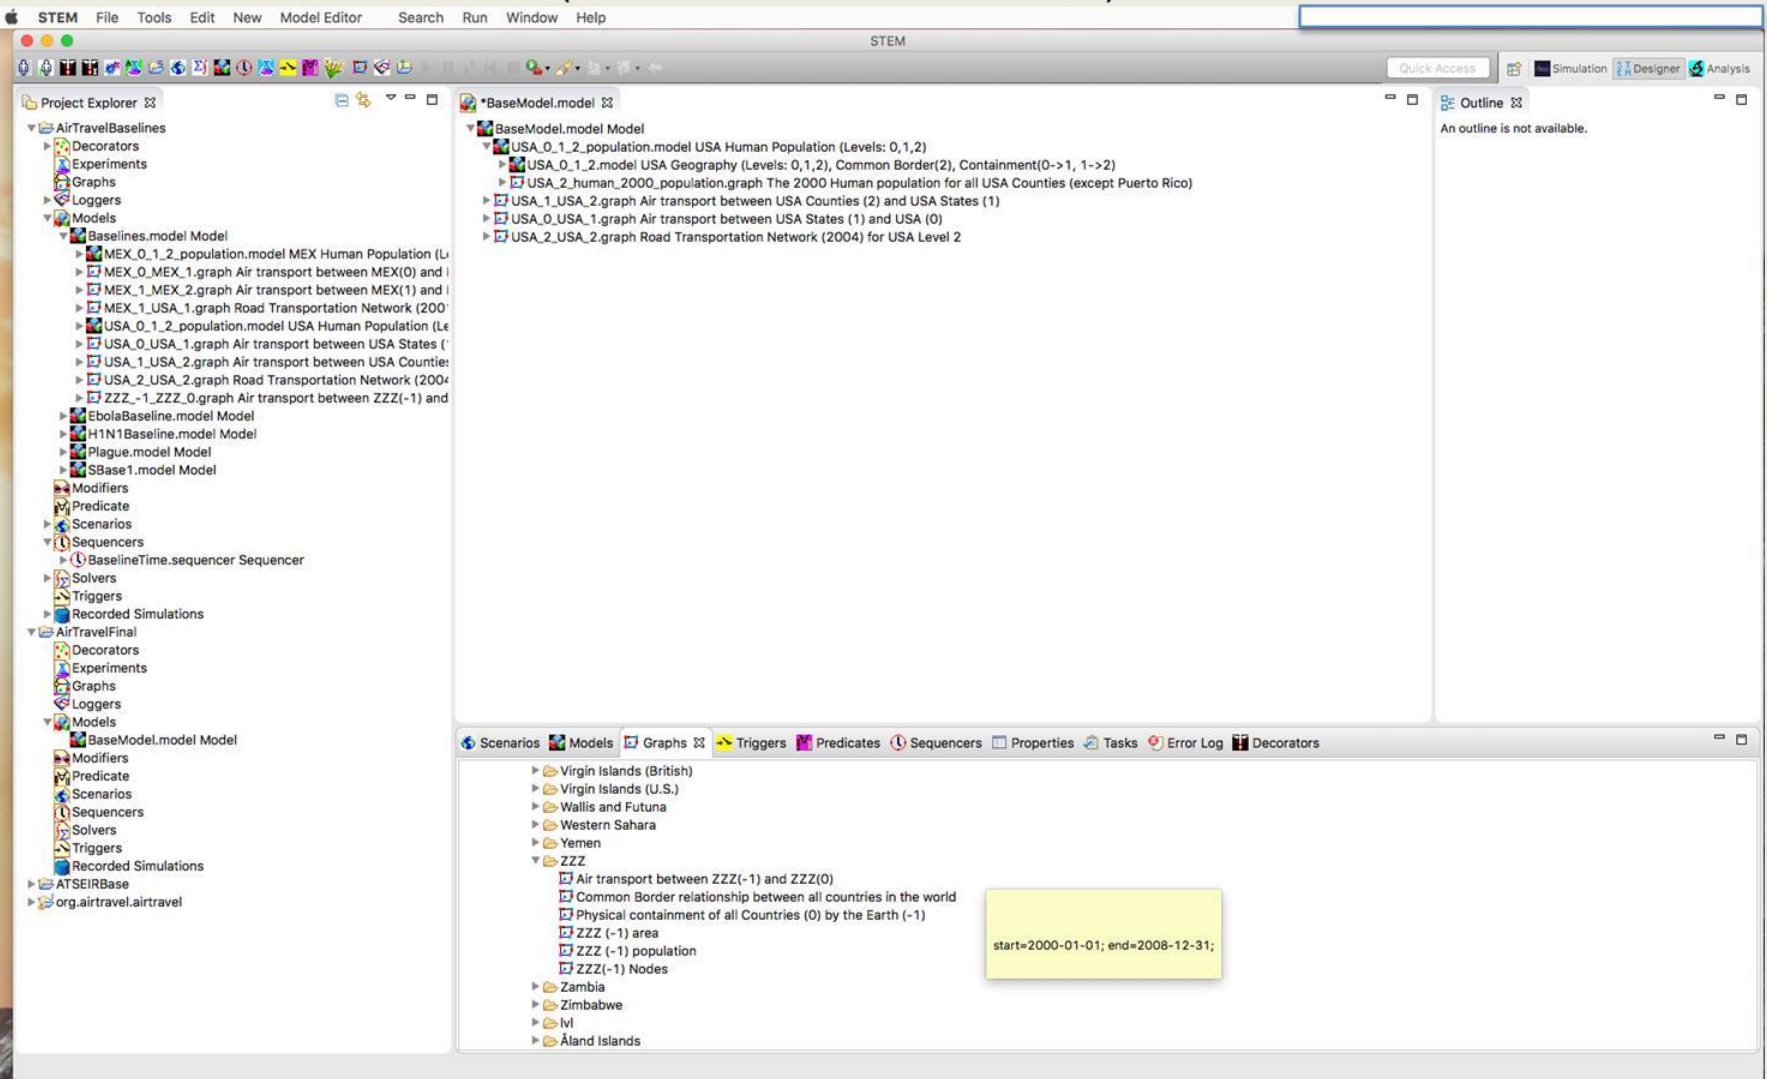 STEM File Tools Edit New Model Editor Search Run Window Help
STEM
Quick Access Simulation Designer Analysis
Project Explorer
AirTravelBaselines
Decorators
Experiments
Graphs
Loggers
Models
Baselines.model Model
MEX_0_1_2_population.model MEX Human Population (L
MEX_0_MEX_1.graph Air transport between MEX(0) and
MEX_1_MEX_2.graph Air transport between MEX(1) and
MEX_1_USA_1.graph Road Transportation Network (200
USA_0_1_2_population.model USA Human Population (Le
USA_0_USA_1.graph Air transport between USA States (
USA_1_USA_2.graph Air transport between USA Counties
USA_2_USA_2.graph Road Transportation Network (2004
ZZZ_-1_ZZZ_0.graph Air transport between ZZZ(-1) and
EbolaBaseline.model Model
H1N1Baseline.model Model
Plague.model Model
SBase1.model Model
Modifiers
Predicate
Scenarios
Sequencers
BaselineTime.sequencer Sequencer
Solvers
Triggers
Recorded Simulations
AirTravelFinal
Decorators
Experiments
Graphs
Loggers
Models
BaseModel.model Model
Modifiers
Predicate
Scenarios
Sequencers
Solvers
Triggers
Recorded Simulations
ATSEIRBase
org.airtravel.airtravel
*BaseModel.model
BaseModel.model Model
USA_0_1_2_population.model USA Human Population (Levels: 0,1,2)
USA_0_1_2.model USA Geography (Levels: 0,1,2), Common Border(2), Containment(0->1, 1->2)
USA_2_human_2000_population.graph The 2000 Human population for all USA Counties (except Puerto Rico)
USA_1_USA_2.graph Air transport between USA Counties (2) and USA States (1)
USA_0_USA_1.graph Air transport between USA States (1) and USA (0)
USA_2_USA_2.graph Road Transportation Network (2004) for USA Level 2
Outline
An outline is not available.
Scenarios Models Graphs Triggers Predicates Sequencers Properties Tasks Error Log Decorators
Virgin Islands (British)
Virgin Islands (U.S.)
Wallis and Futuna
Western Sahara
Yemen
ZZZ
Air transport between ZZZ(-1) and ZZZ(0)
Common Border relationship between all countries in the world
Physical containment of all Countries (0) by the Earth (-1)
ZZZ (-1) area
ZZZ (-1) population
ZZZ(-1) Nodes
Zambia
Zimbabwe
lvl
Åland Islands
start=2000-01-01; end=2008-12-31;